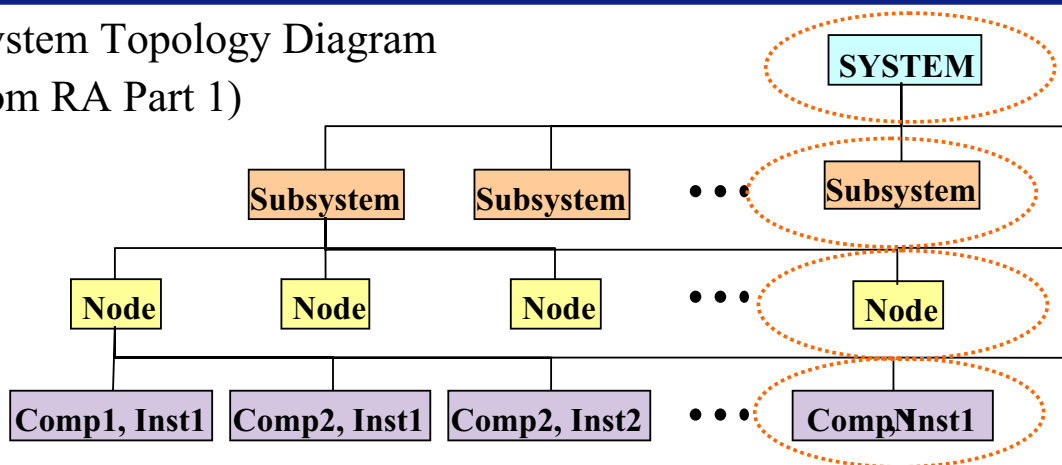 ystem Topology Diagram
om RA Part 1)
SYSTEM
Subsystem Subsystem ••• Subsystem
Node Node Node ••• Node
Comp1, Inst1 Comp2, Inst1 Comp2, Inst2 ••• CompN, Inst1